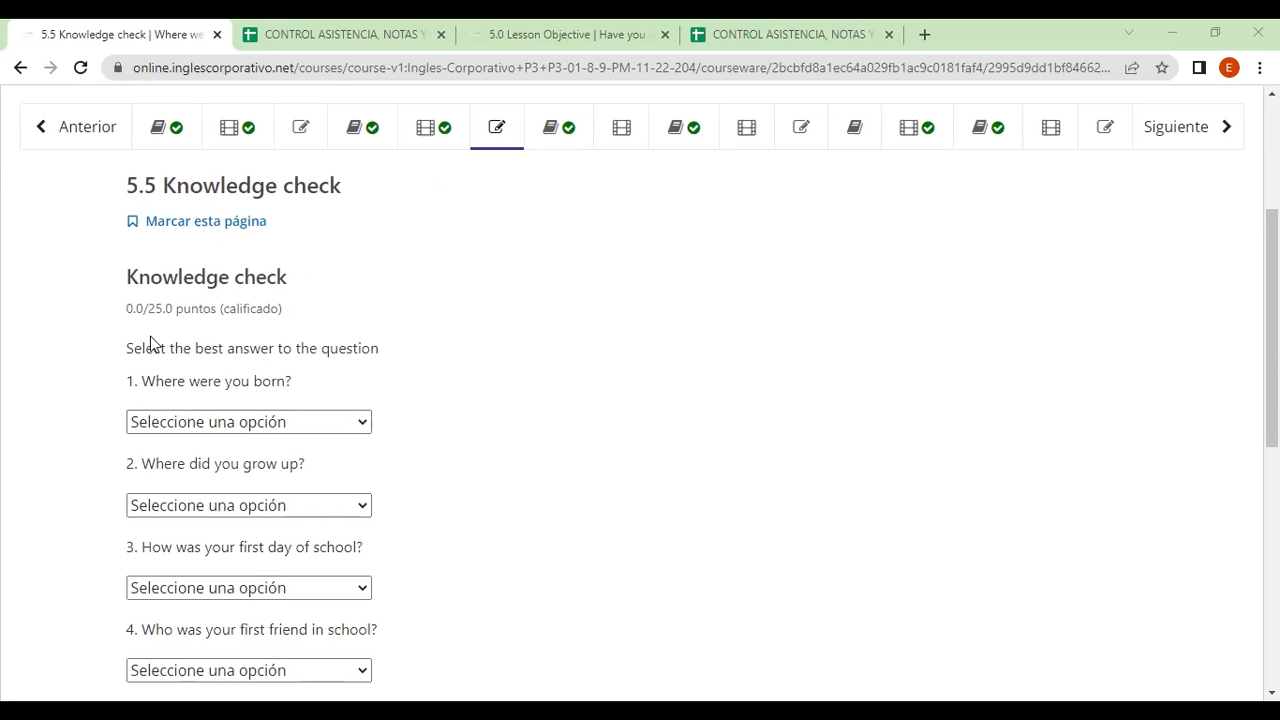 5.5 Knowledge check | Where we
CONTROL ASISTENCIA, NOTAS Y
5.0 Lesson Objective | Have you
CONTROL ASISTENCIA, NOTAS Y
online.inglescorporativo.net/courses/course-v1:Ingles-Corporativo+P3+P3-01-8-9-PM-11-22-204/courseware/2bcbfd8a1ec64a029fb1ac9c0181faf4/2995d9dd1bf84662...
E
Anterior
Siguiente
5.5 Knowledge check
Marcar esta página
Knowledge check
0.0/25.0 puntos (calificado)
Select the best answer to the question
1. Where were you born?
Seleccione una opción
2. Where did you grow up?
Seleccione una opción
3. How was your first day of school?
Seleccione una opción
4. Who was your first friend in school?
Seleccione una opción